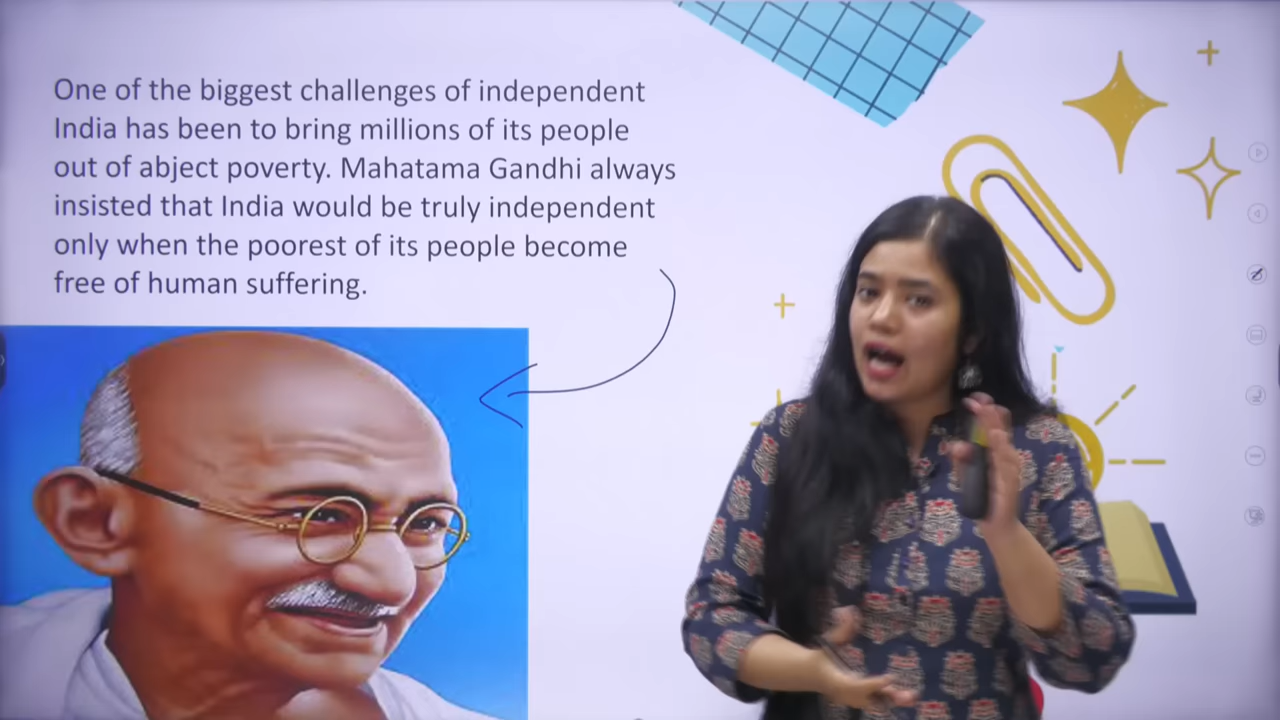 One of the biggest challenges of independent
India has been to bring millions of its people
out of abject poverty. Mahatama Gandhi always
insisted that India would be truly independent
only when the poorest of its people become
free of human suffering.